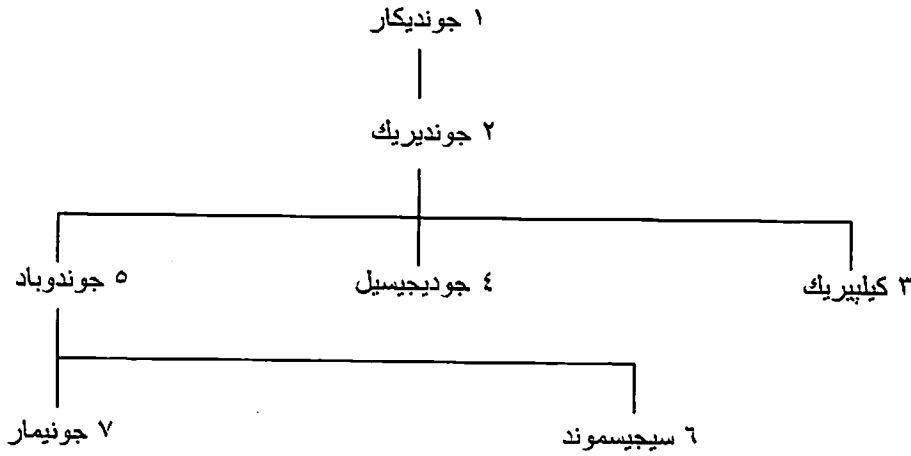 ١ جونديكار
٢ جونديريك
٣ كيلبيريك
٤ جوديجيسيل
٥ جوندوباد
٦ سيجيسموند
٧ جونيمار